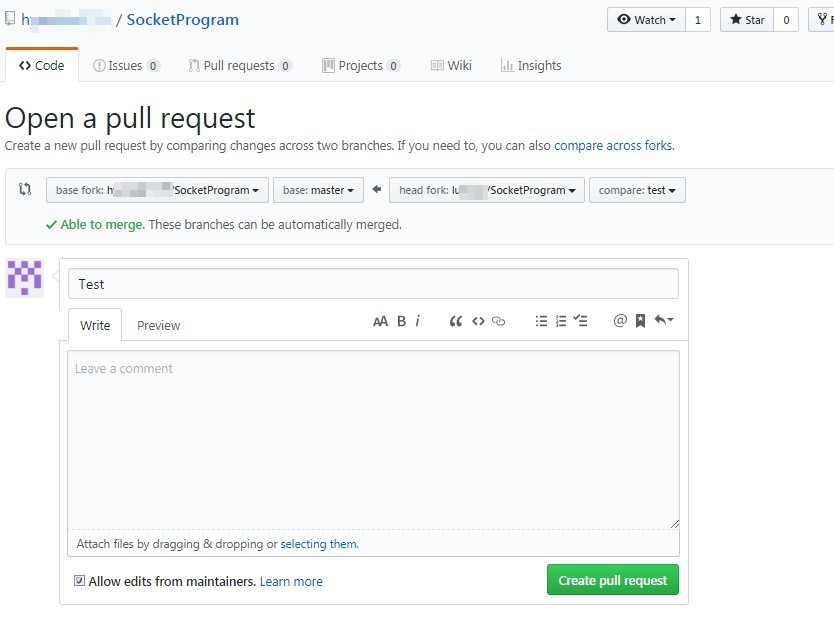 / SocketProgram
Watch 1 Star 0
Code Issues 0 Pull requests 0 Projects 0 Wiki Insights
Open a pull request
Create a new pull request by comparing changes across two branches. If you need to, you can also compare across forks.
base fork: h /SocketProgram base: master head fork: lu /SocketProgram compare: test
Able to merge. These branches can be automatically merged.
Test
Write Preview AA B i
Leave a comment
Attach files by dragging & dropping or selecting them.
Allow edits from maintainers. Learn more Create pull request